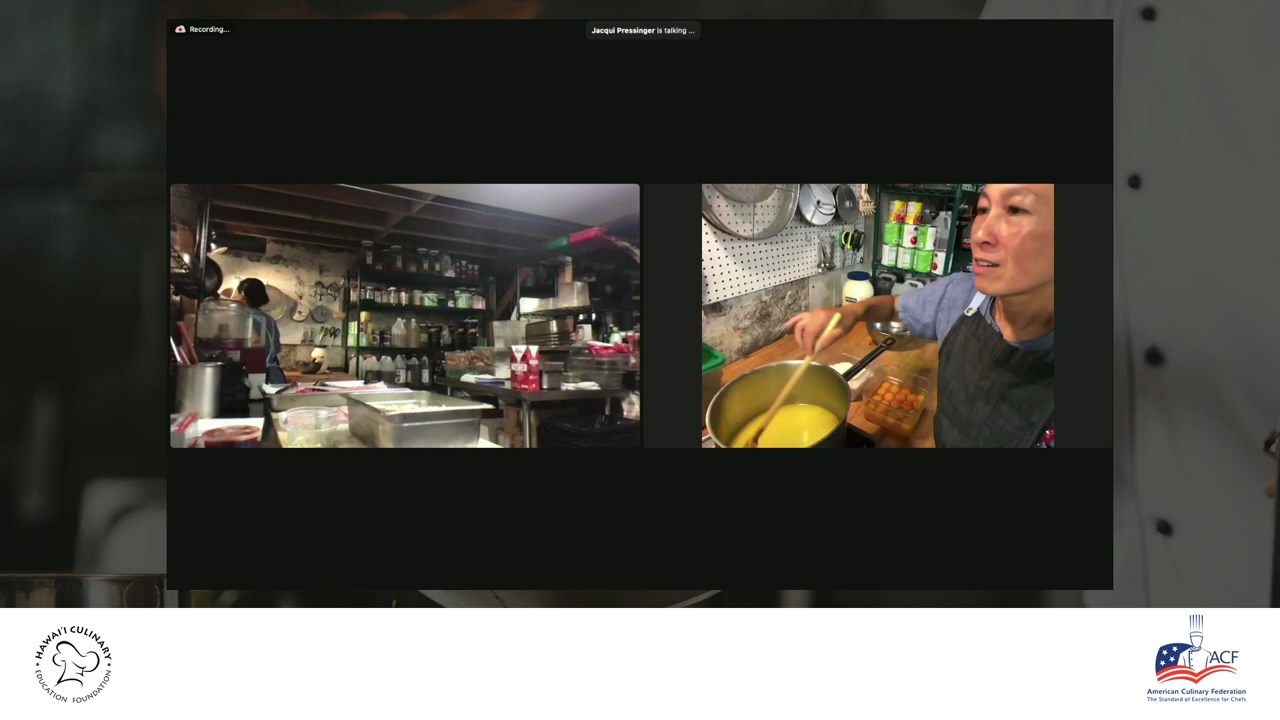 Recording...
Jacqui Pressinger is talking ...
HAWAI'I CULINARY
EDUCATION FOUNDATION
ACF
American Culinary Federation
The Standard of Excellence for Chefs